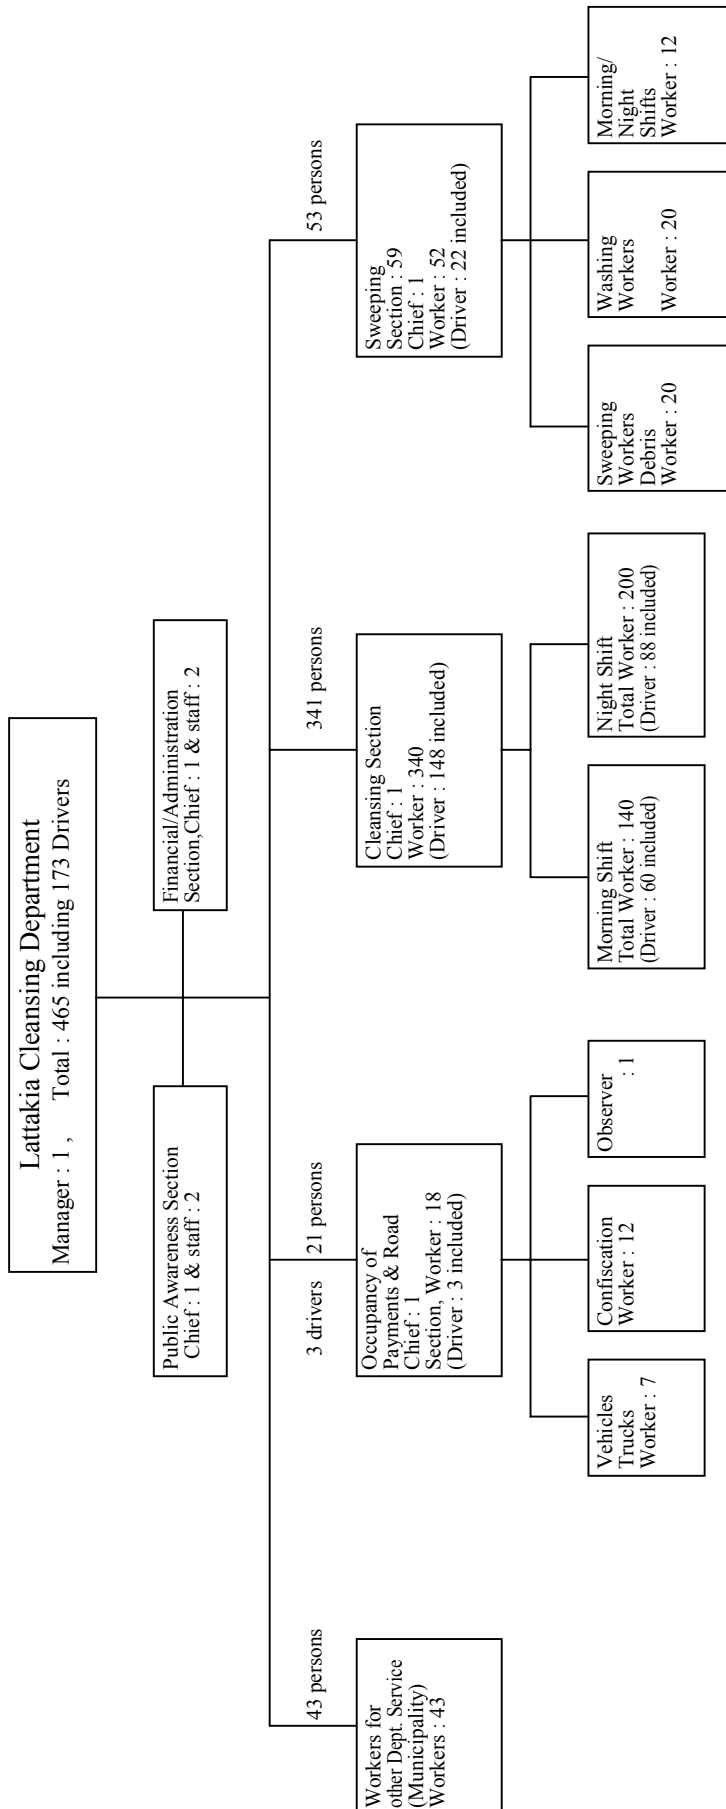 Lattakia Cleansing Department
Manager : 1 , Total : 465 including 173 Drivers
Public Awareness Section
Chief : 1 & staff : 2
Financial/Administration
Section,Chief : 1 & staff : 2
43 persons
3 drivers 21 persons
341 persons
53 persons
Workers for
other Dept. Service
(Municipality)
Workers : 43
Occupancy of
Payments & Road
Chief : 1
Section, Worker : 18
(Driver : 3 included)
Cleansing Section
Chief : 1
Worker : 340
(Driver : 148 included)
Sweeping
Section : 59
Chief : 1
Worker : 52
(Driver : 22 included)
Vehicles
Trucks
Worker : 7
Confiscation
Worker : 12
Observer
: 1
Morning Shift
Total Worker : 140
(Driver : 60 included)
Night Shift
Total Worker : 200
(Driver : 88 included)
Sweeping
Workers
Debris
Worker : 20
Washing
Workers
Worker : 20
Morning/
Night
Shifts
Worker : 12